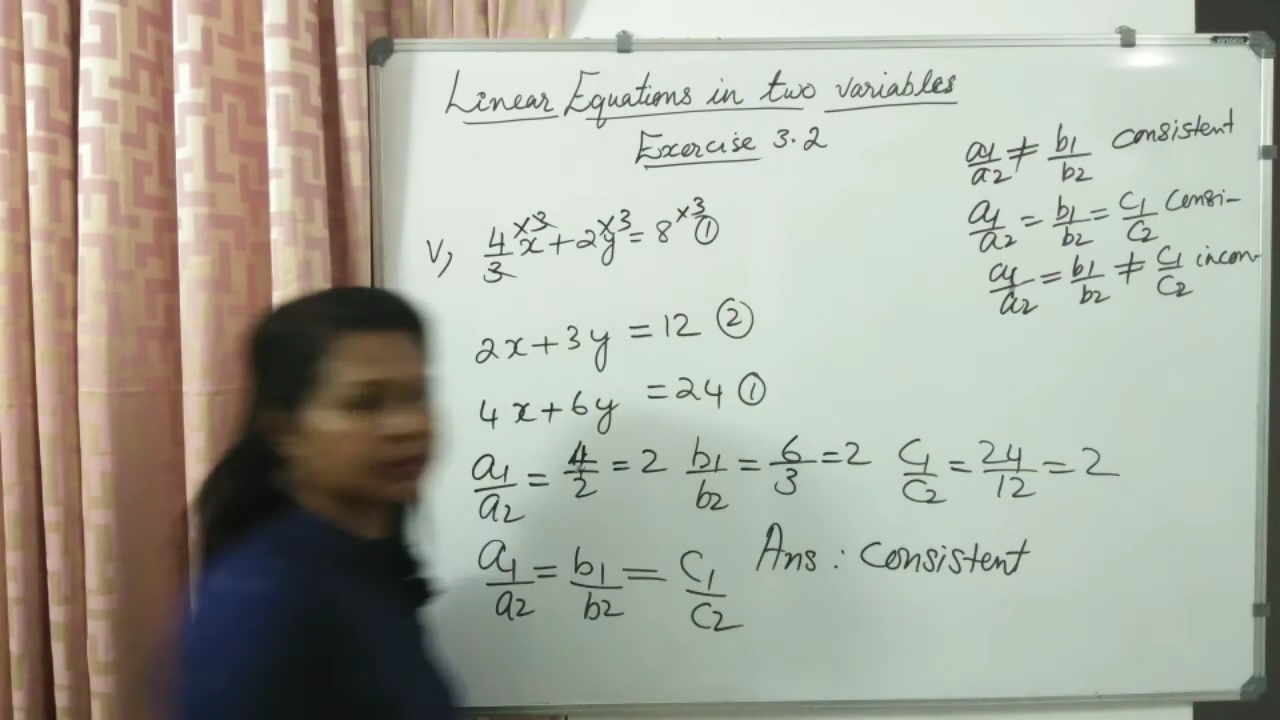 Linear Equations in two variables
Exercise 3.2
a1/a2 ≠ b1/b2 consistent
a1/a2 = b1/b2 = c1/c2 consi-
a1/a2 = b1/b2 ≠ c1/c2 incon-
V) 4/3 ×3 x + 2y ×3 = 8 ×3 ①
2x + 3y = 12 ②
4x + 6y = 24 ①
a1/a2 = 4/2 = 2 b1/b2 = 6/3 = 2 c1/c2 = 24/12 = 2
a1/a2 = b1/b2 = c1/c2 Ans : Consistent